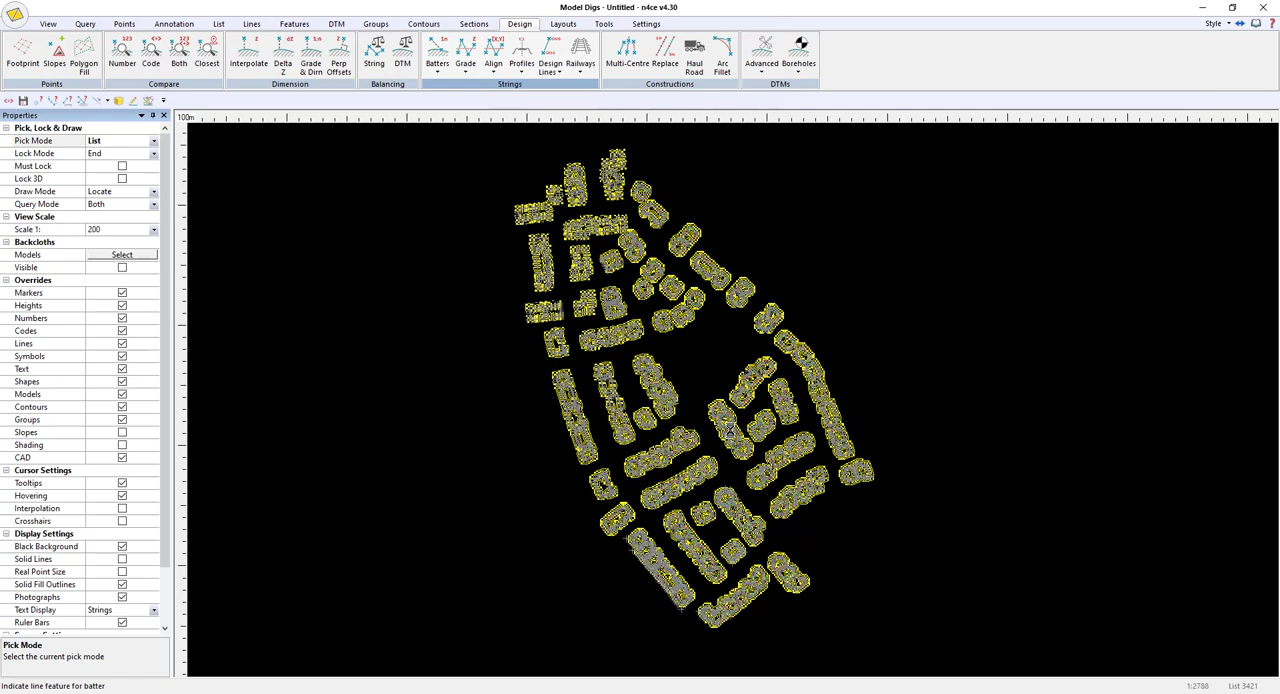 Model Digs - Untitled - n4ce v4.30
View Query Points Annotation List Lines Features DTM Groups Contours Sections Design Layouts Tools Settings Style
Footprint Slopes Polygon Fill Number Code Both Closest Interpolate Delta Z Grade & Dirn Perp Offsets String DTM Batters Grade Align Profiles Design Lines Railways Multi-Centre Replace Haul Road Arc Fillet Advanced Boreholes
Points Compare Dimension Balancing Strings Constructions DTMs
Properties
100m
Pick, Lock & Draw
Pick Mode List
Lock Mode End
Must Lock
Lock 3D
Draw Mode Locate
Query Mode Both
View Scale
Scale 1: 200
Backcloths
Models Select
Visible
Overrides
Markers
Heights
Numbers
Codes
Lines
Symbols
Text
Shapes
Models
Contours
Groups
Slopes
Shading
CAD
Cursor Settings
Tooltips
Hovering
Interpolation
Crosshairs
Display Settings
Black Background
Solid Lines
Real Point Size
Solid Fill Outlines
Photographs
Text Display Strings
Ruler Bars
Pick Mode
Select the current pick mode
Indicate line feature for batter 1:2788 List 3421